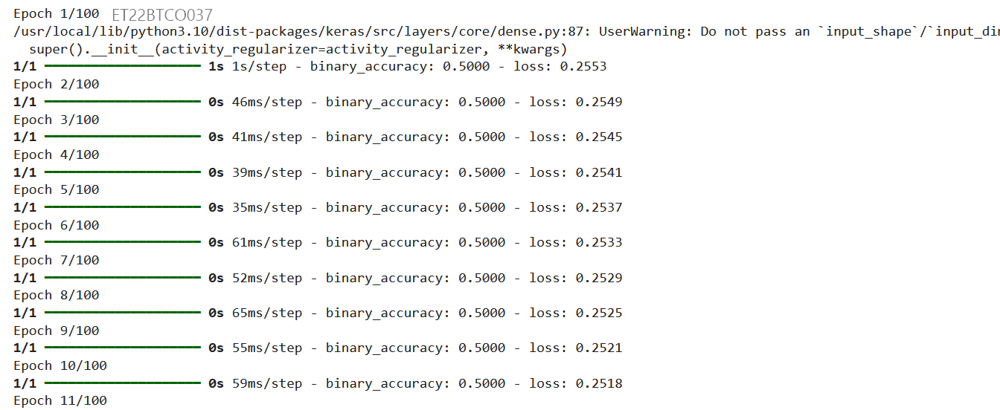 Epoch 1/100 ET22BTCO037
/usr/local/lib/python3.10/dist-packages/keras/src/layers/core/dense.py:87: UserWarning: Do not pass an `input_shape`/`input_di
super().__init__(activity_regularizer=activity_regularizer, **kwargs)
1/1 ━━━━━━━━━━━━━━━━━━━━ 1s 1s/step - binary_accuracy: 0.5000 - loss: 0.2553
Epoch 2/100
1/1 ━━━━━━━━━━━━━━━━━━━━ 0s 46ms/step - binary_accuracy: 0.5000 - loss: 0.2549
Epoch 3/100
1/1 ━━━━━━━━━━━━━━━━━━━━ 0s 41ms/step - binary_accuracy: 0.5000 - loss: 0.2545
Epoch 4/100
1/1 ━━━━━━━━━━━━━━━━━━━━ 0s 39ms/step - binary_accuracy: 0.5000 - loss: 0.2541
Epoch 5/100
1/1 ━━━━━━━━━━━━━━━━━━━━ 0s 35ms/step - binary_accuracy: 0.5000 - loss: 0.2537
Epoch 6/100
1/1 ━━━━━━━━━━━━━━━━━━━━ 0s 61ms/step - binary_accuracy: 0.5000 - loss: 0.2533
Epoch 7/100
1/1 ━━━━━━━━━━━━━━━━━━━━ 0s 52ms/step - binary_accuracy: 0.5000 - loss: 0.2529
Epoch 8/100
1/1 ━━━━━━━━━━━━━━━━━━━━ 0s 65ms/step - binary_accuracy: 0.5000 - loss: 0.2525
Epoch 9/100
1/1 ━━━━━━━━━━━━━━━━━━━━ 0s 55ms/step - binary_accuracy: 0.5000 - loss: 0.2521
Epoch 10/100
1/1 ━━━━━━━━━━━━━━━━━━━━ 0s 59ms/step - binary_accuracy: 0.5000 - loss: 0.2518
Epoch 11/100